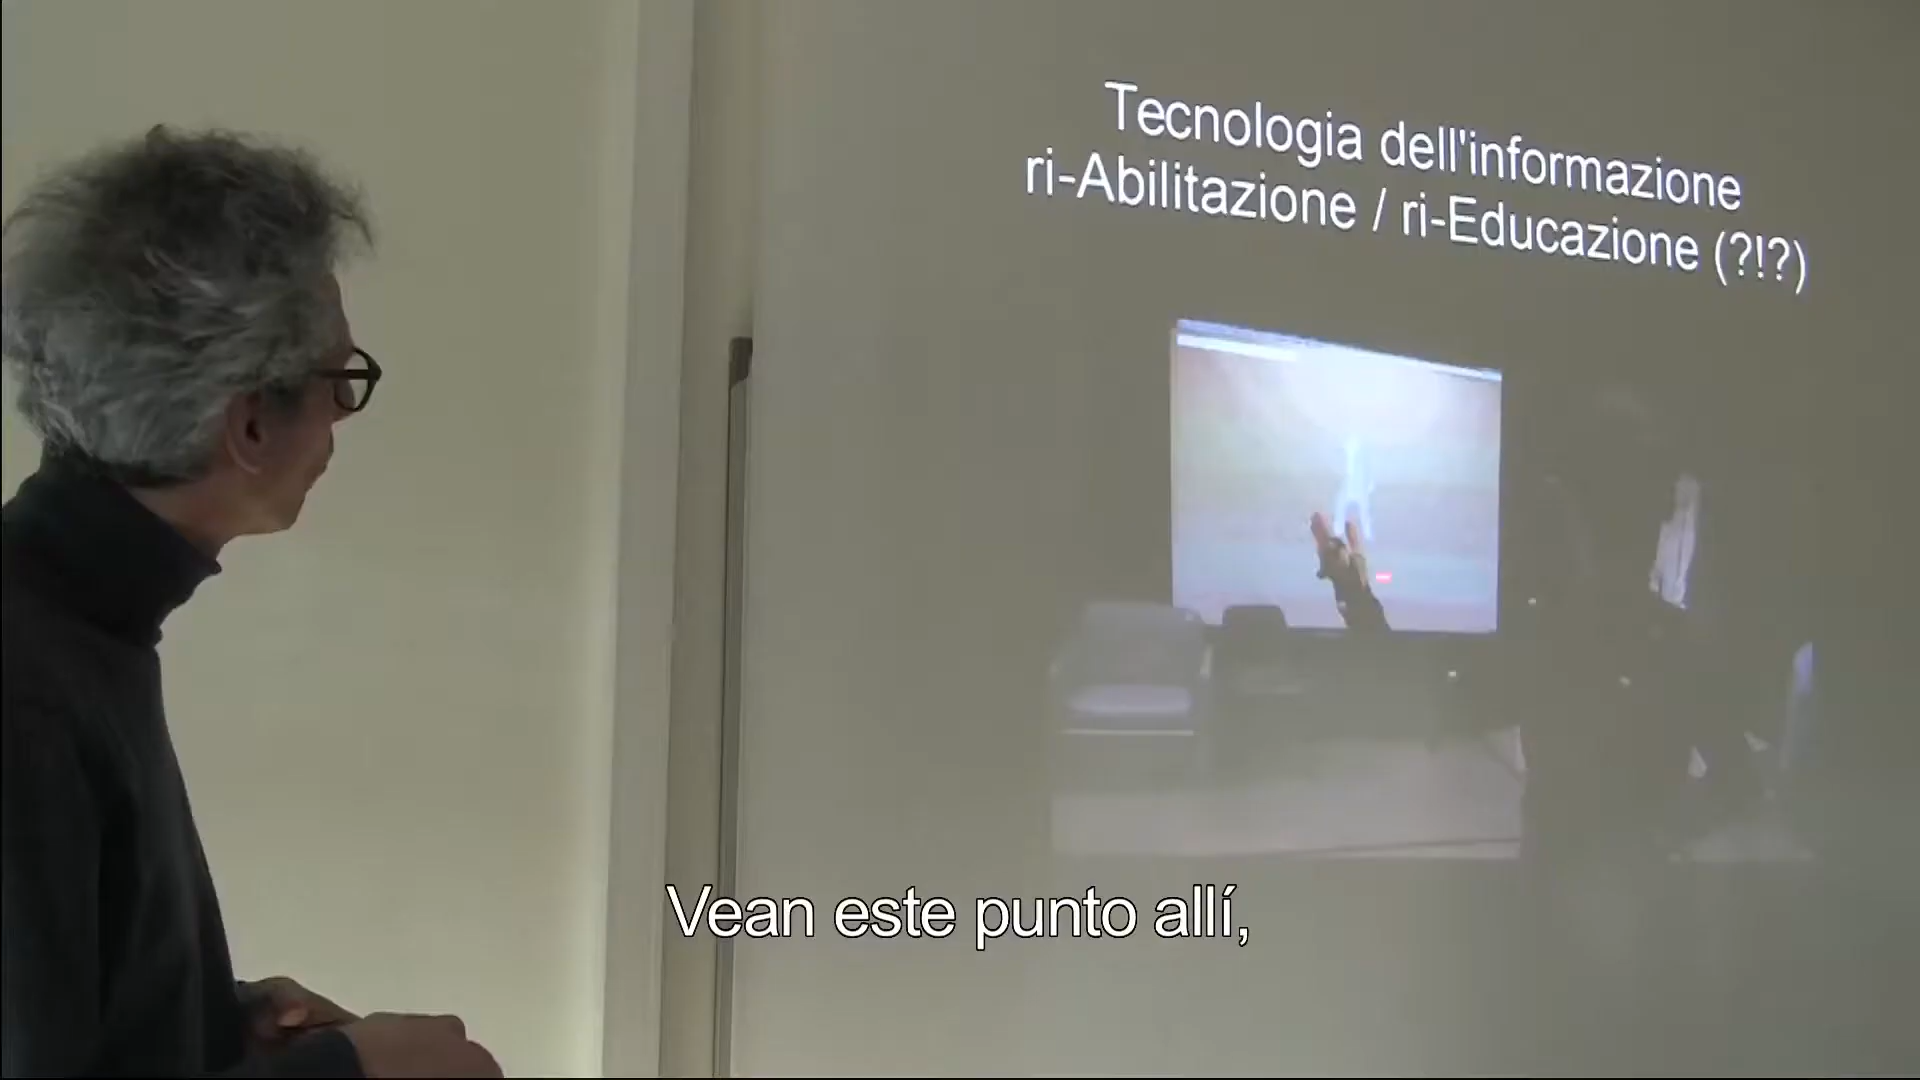 Tecnologia dell'informazione
ri-Abilitazione / ri-Educazione (?!?)
Vean este punto allí,